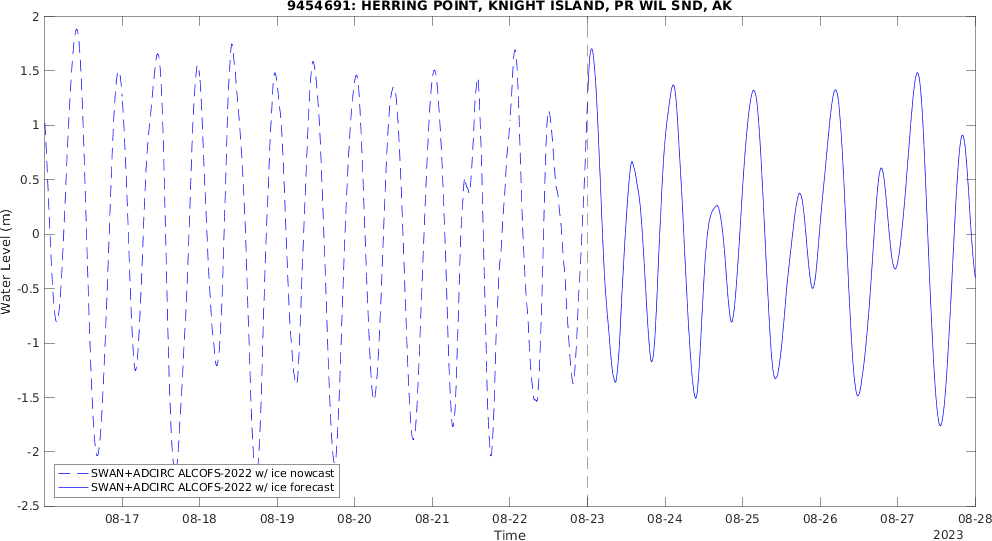 9454691: HERRING POINT, KNIGHT ISLAND, PR WIL SND, AK
Water Level (m)
2
1.5
1
0.5
0
-0.5
-1
-1.5
-2
-2.5
SWAN+ADCIRC ALCOFS-2022 w/ ice nowcast
SWAN+ADCIRC ALCOFS-2022 w/ ice forecast
08-17 08-18 08-19 08-20 08-21 08-22 08-23 08-24 08-25 08-26 08-27 08-28
Time
2023